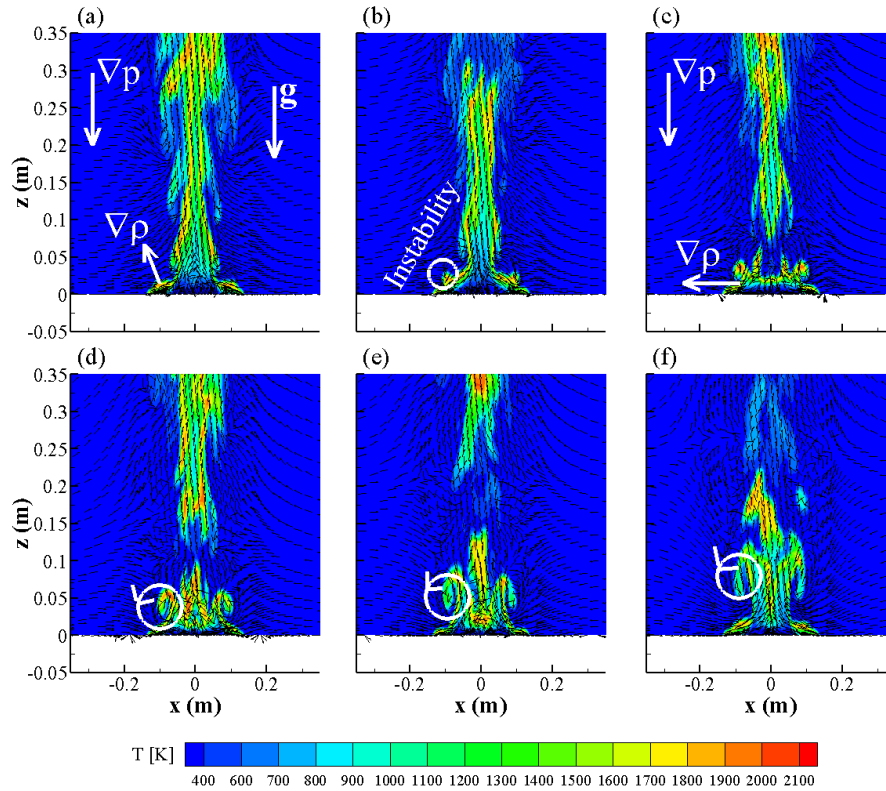 (a) (b) (c)
0.35
0.3
0.25
0.2
0.15
0.1
0.05
0
-0.05
z (m)
∇p g ∇p
∇ρ Instability ∇ρ
(d) (e) (f)
0.35
0.3
0.25
0.2
0.15
0.1
0.05
0
-0.05
z (m)
-0.2 0 0.2 -0.2 0 0.2 -0.2 0 0.2
x (m) x (m) x (m)
T [K]
400 600 700 800 900 1000 1100 1200 1300 1400 1500 1600 1700 1800 1900 2000 2100